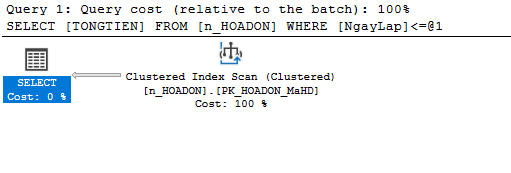 Query 1: Query cost (relative to the batch): 100%
SELECT [TONGTIEN] FROM [n_HOADON] WHERE [NgayLap]<=@1
SELECT
Cost: 0 %
Clustered Index Scan (Clustered)
[n_HOADON].[PK_HOADON_MaHD]
Cost: 100 %